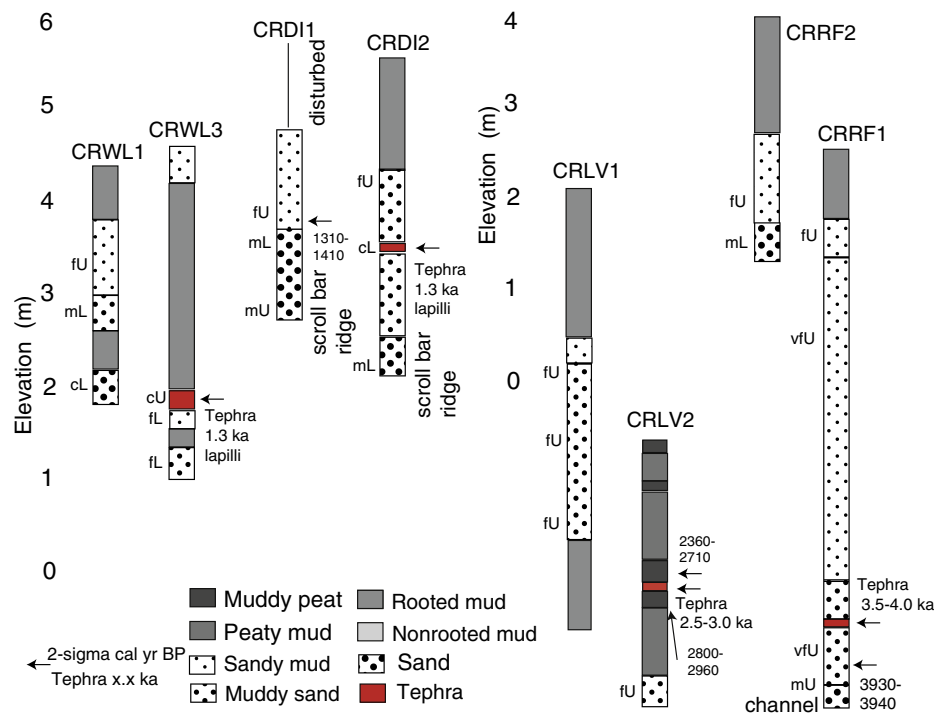 6
5
4
3
2
1
0
Elevation (m)
CRWL1
fU
mL
cL
CRWL3
cU
fL
fL
Tephra
1.3 ka
lapilli
CRDI1
disturbed
fU
mL
mU
1310-
1410
scroll bar
ridge
CRDI2
fU
cL
mL
Tephra
1.3 ka
lapilli
scroll bar
ridge
4
3
2
1
0
Elevation (m)
CRLV1
fU
fU
fU
CRLV2
2360-
2710
Tephra
2.5-3.0 ka
2800-
2960
fU
CRRF2
fU
mL
CRRF1
fU
vfU
Tephra
3.5-4.0 ka
vfU
mU
channel
3930-
3940
Muddy peat
Peaty mud
Sandy mud
Muddy sand
Rooted mud
Nonrooted mud
Sand
Tephra
2-sigma cal yr BP
Tephra x.x ka